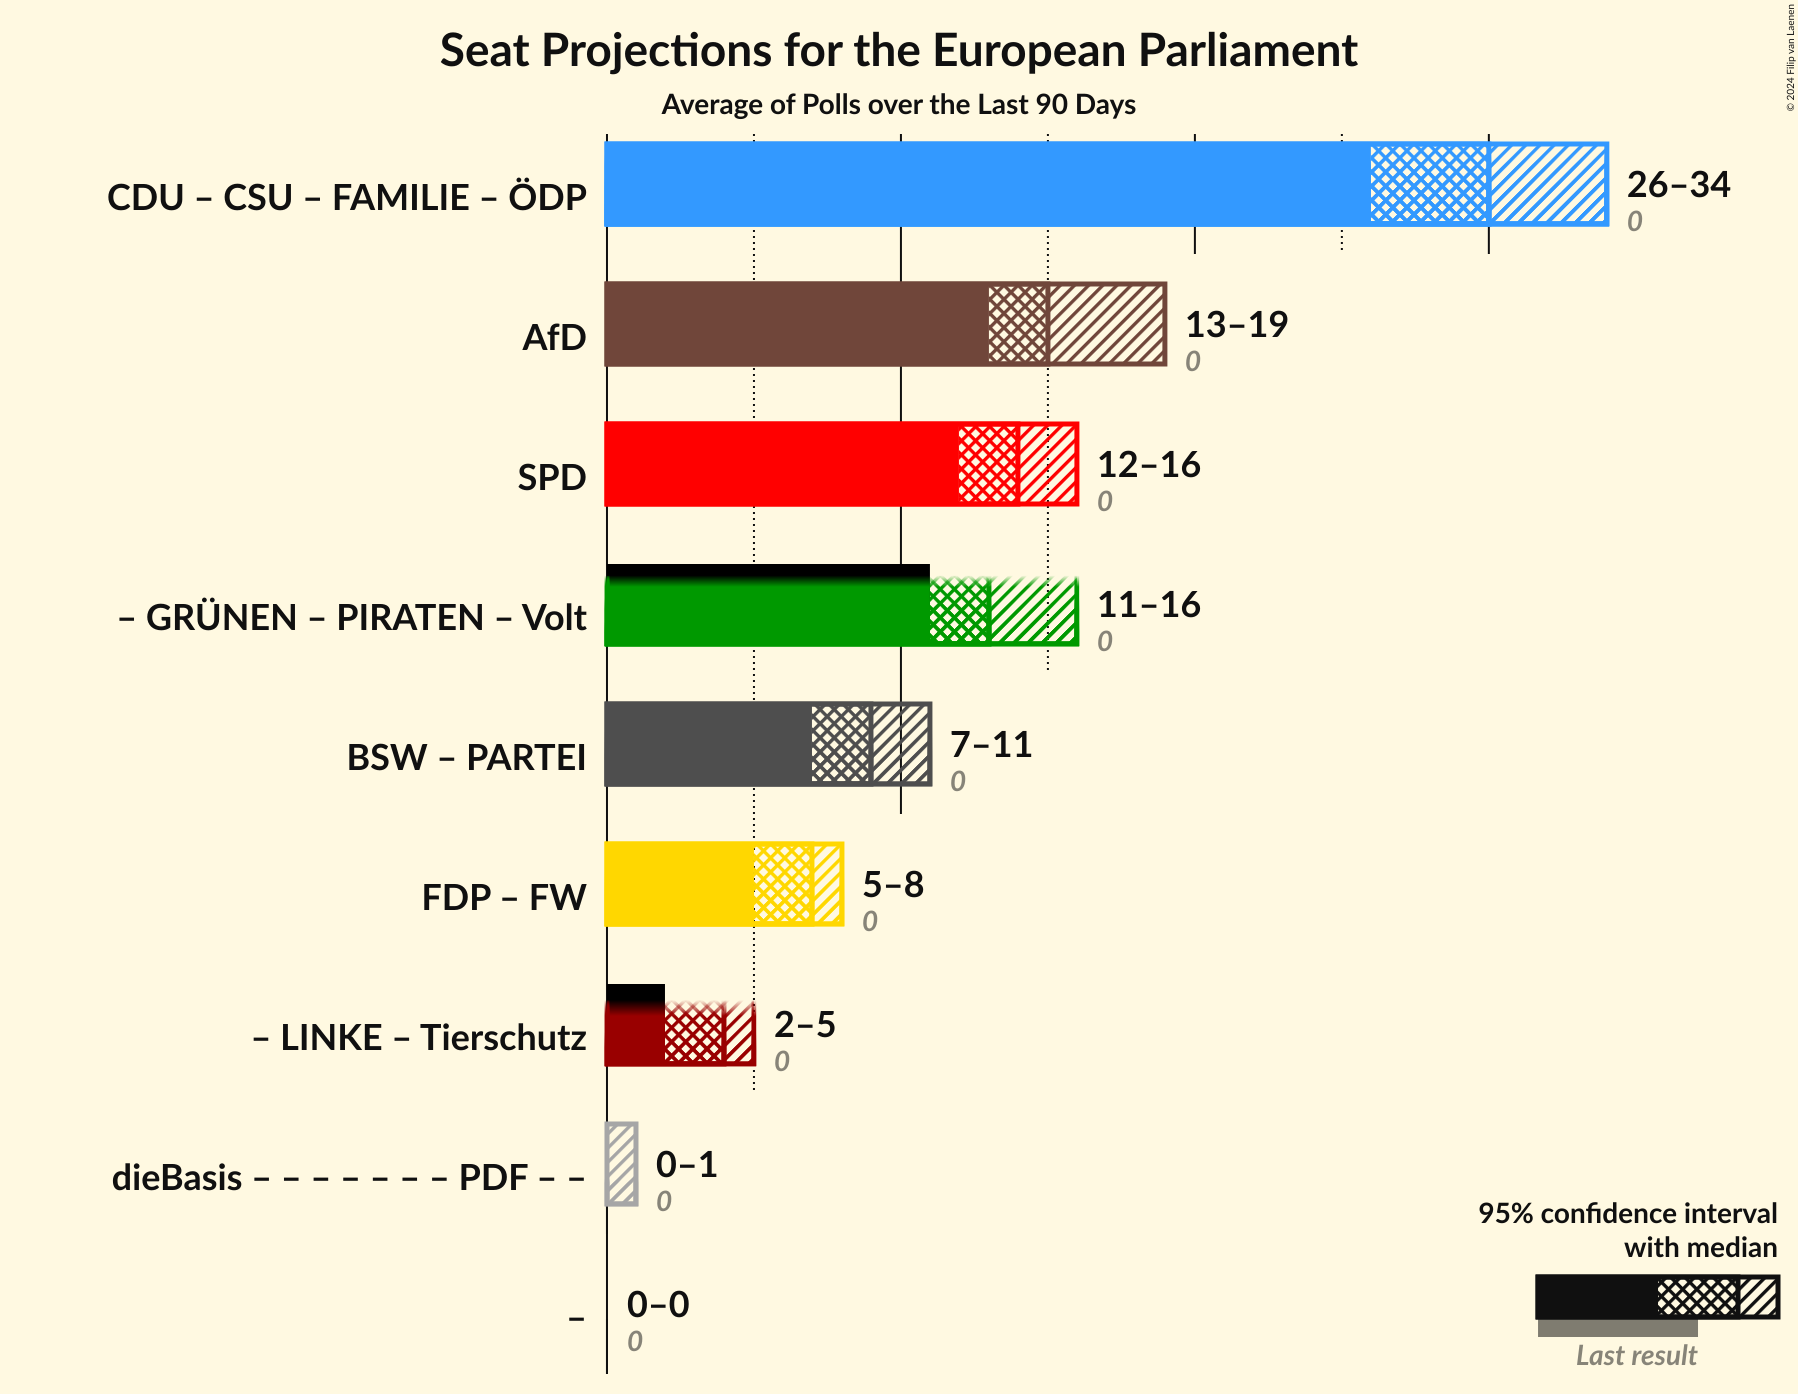 Seat Projections for the European Parliament
Average of Polls over the Last 90 Days
© 2024 Filip van Laenen
CDU – CSU – FAMILIE – ÖDP
26–34
0
AfD
13–19
0
SPD
12–16
0
– GRÜNEN – PIRATEN – Volt
11–16
0
BSW – PARTEI
7–11
0
FDP – FW
5–8
0
– LINKE – Tierschutz
2–5
0
dieBasis – – – – – – – PDF – –
0–1
0
–
0–0
0
95% confidence interval
with median
Last result